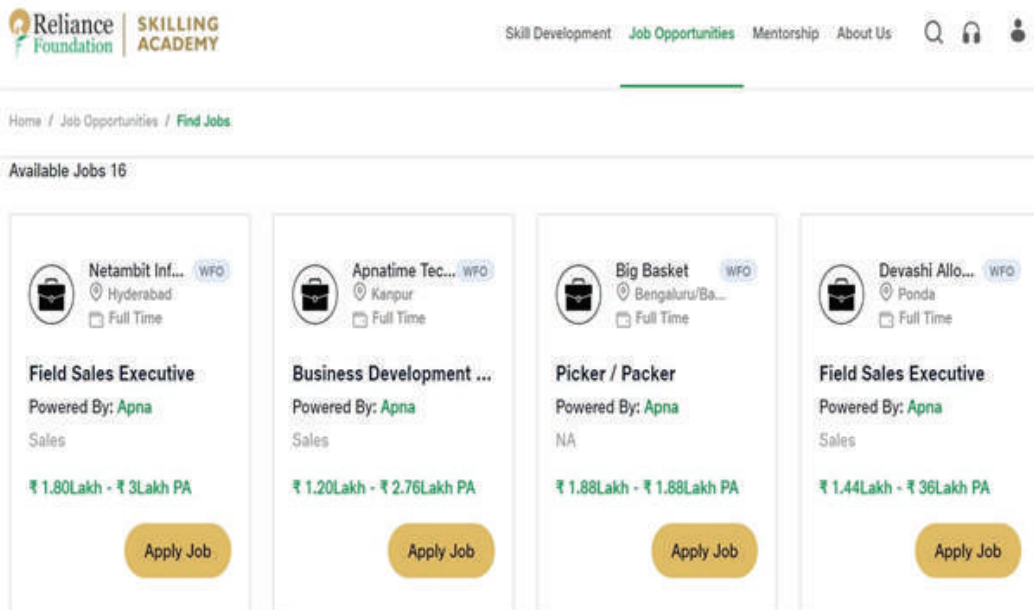 Reliance
Foundation
SKILLING
ACADEMY
Skill Development Job Opportunities Mentorship About Us
Home / Job Opportunities / Find Jobs
Available Jobs 16
Netambit Inf... WFO
Hyderabad
Full Time
Field Sales Executive
Powered By: Apna
Sales
₹ 1.80Lakh - ₹ 3Lakh PA
Apply Job
Apnatime Tec... WFO
Kanpur
Full Time
Business Development ...
Powered By: Apna
Sales
₹ 1.20Lakh - ₹ 2.76Lakh PA
Apply Job
Big Basket WFO
Bengaluru/Ba...
Full Time
Picker / Packer
Powered By: Apna
NA
₹ 1.88Lakh - ₹ 1.88Lakh PA
Apply Job
Devashi Allo... WFO
Ponda
Full Time
Field Sales Executive
Powered By: Apna
Sales
₹ 1.44Lakh - ₹ 36Lakh PA
Apply Job